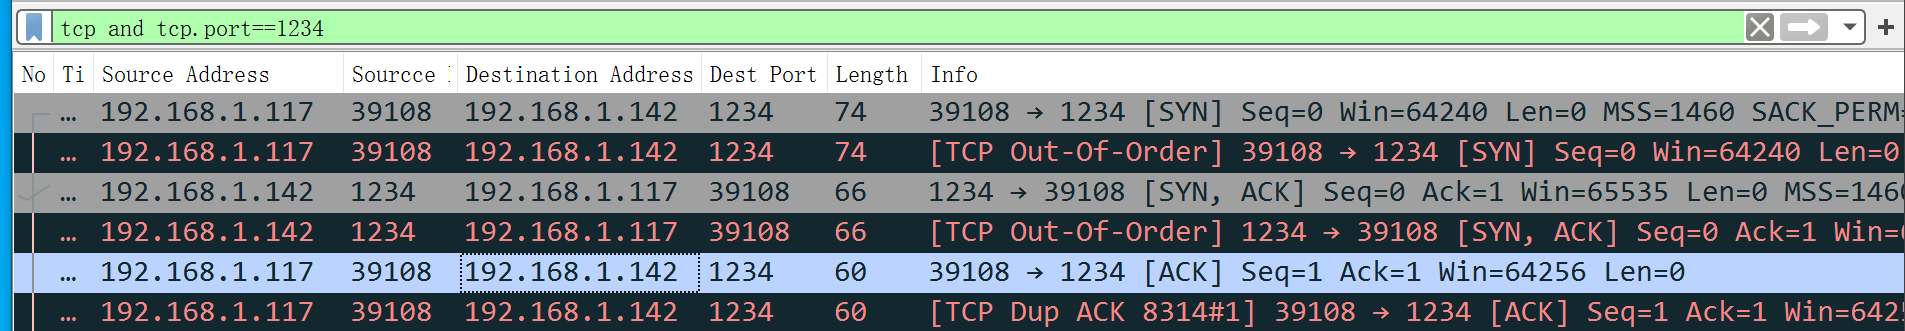 tcp and tcp.port==1234
No Ti Source Address Sourcce Destination Address Dest Port Length Info
… 192.168.1.117 39108 192.168.1.142 1234 74 39108 → 1234 [SYN] Seq=0 Win=64240 Len=0 MSS=1460 SACK_PERM=
… 192.168.1.117 39108 192.168.1.142 1234 74 [TCP Out-Of-Order] 39108 → 1234 [SYN] Seq=0 Win=64240 Len=0
… 192.168.1.142 1234 192.168.1.117 39108 66 1234 → 39108 [SYN, ACK] Seq=0 Ack=1 Win=65535 Len=0 MSS=1460
… 192.168.1.142 1234 192.168.1.117 39108 66 [TCP Out-Of-Order] 1234 → 39108 [SYN, ACK] Seq=0 Ack=1 Win=
… 192.168.1.117 39108 192.168.1.142 1234 60 39108 → 1234 [ACK] Seq=1 Ack=1 Win=64256 Len=0
… 192.168.1.117 39108 192.168.1.142 1234 60 [TCP Dup ACK 8314#1] 39108 → 1234 [ACK] Seq=1 Ack=1 Win=642